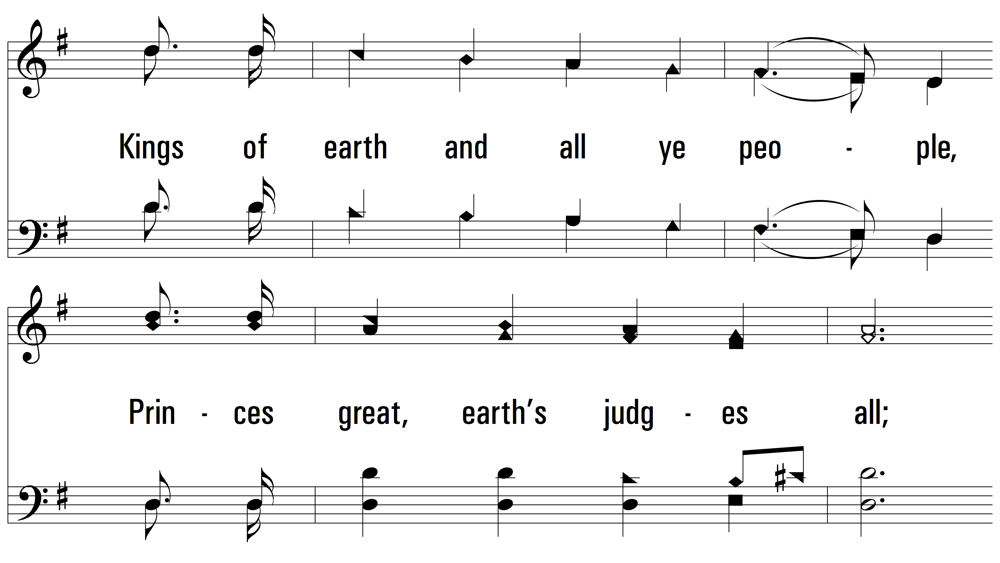 Kings of earth and all ye peo - ple,
Prin - ces great, earth's judg - es all;